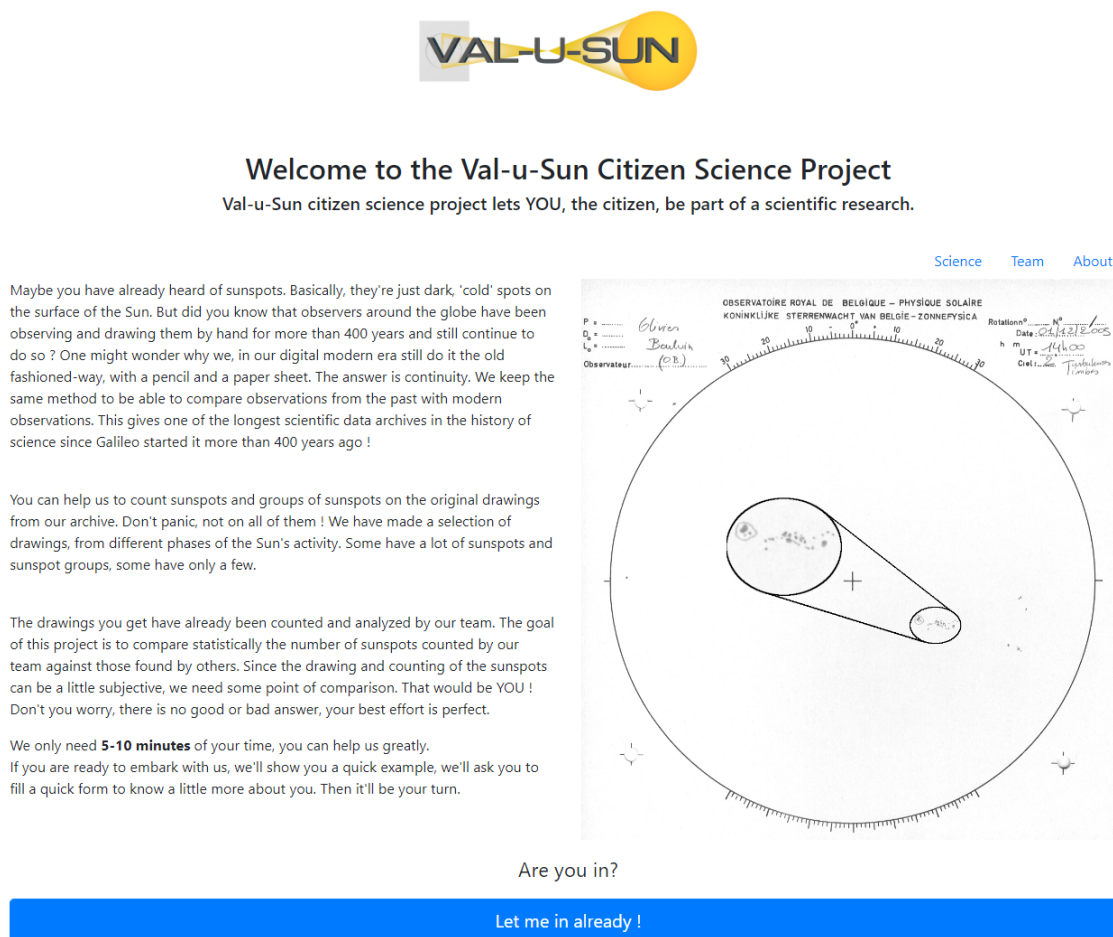 VAL-U-SUN
Welcome to the Val-u-Sun Citizen Science Project
Val-u-Sun citizen science project lets YOU, the citizen, be part of a scientific research.
Science Team About
Maybe you have already heard of sunspots. Basically, they're just dark, 'cold' spots on
the surface of the Sun. But did you know that observers around the globe have been
observing and drawing them by hand for more than 400 years and still continue to
do so ? One might wonder why we, in our digital modern era still do it the old
fashioned-way, with a pencil and a paper sheet. The answer is continuity. We keep the
same method to be able to compare observations from the past with modern
observations. This gives one of the longest scientific data archives in the history of
science since Galileo started it more than 400 years ago !
You can help us to count sunspots and groups of sunspots on the original drawings
from our archive. Don't panic, not on all of them ! We have made a selection of
drawings, from different phases of the Sun's activity. Some have a lot of sunspots and
sunspot groups, some have only a few.
The drawings you get have already been counted and analyzed by our team. The goal
of this project is to compare statistically the number of sunspots counted by our
team against those found by others. Since the drawing and counting of the sunspots
can be a little subjective, we need some point of comparison. That would be YOU !
Don't you worry, there is no good or bad answer, your best effort is perfect.
We only need 5-10 minutes of your time, you can help us greatly.
If you are ready to embark with us, we'll show you a quick example, we'll ask you to
fill a quick form to know a little more about you. Then it'll be your turn.
OBSERVATOIRE ROYAL DE BELGIQUE – PHYSIQUE SOLAIRE
KONINKLIJKE STERRENWACHT VAN BELGIE – ZONNEFYSICA
P =
Olivier
Boulvin
Observateur (O.B.)
Rotation n° N°
Date : 01/12/2005
h m
UT = 14h00
Ciel : 2
30 20 10 0° 10 20 30
Are you in?
Let me in already !